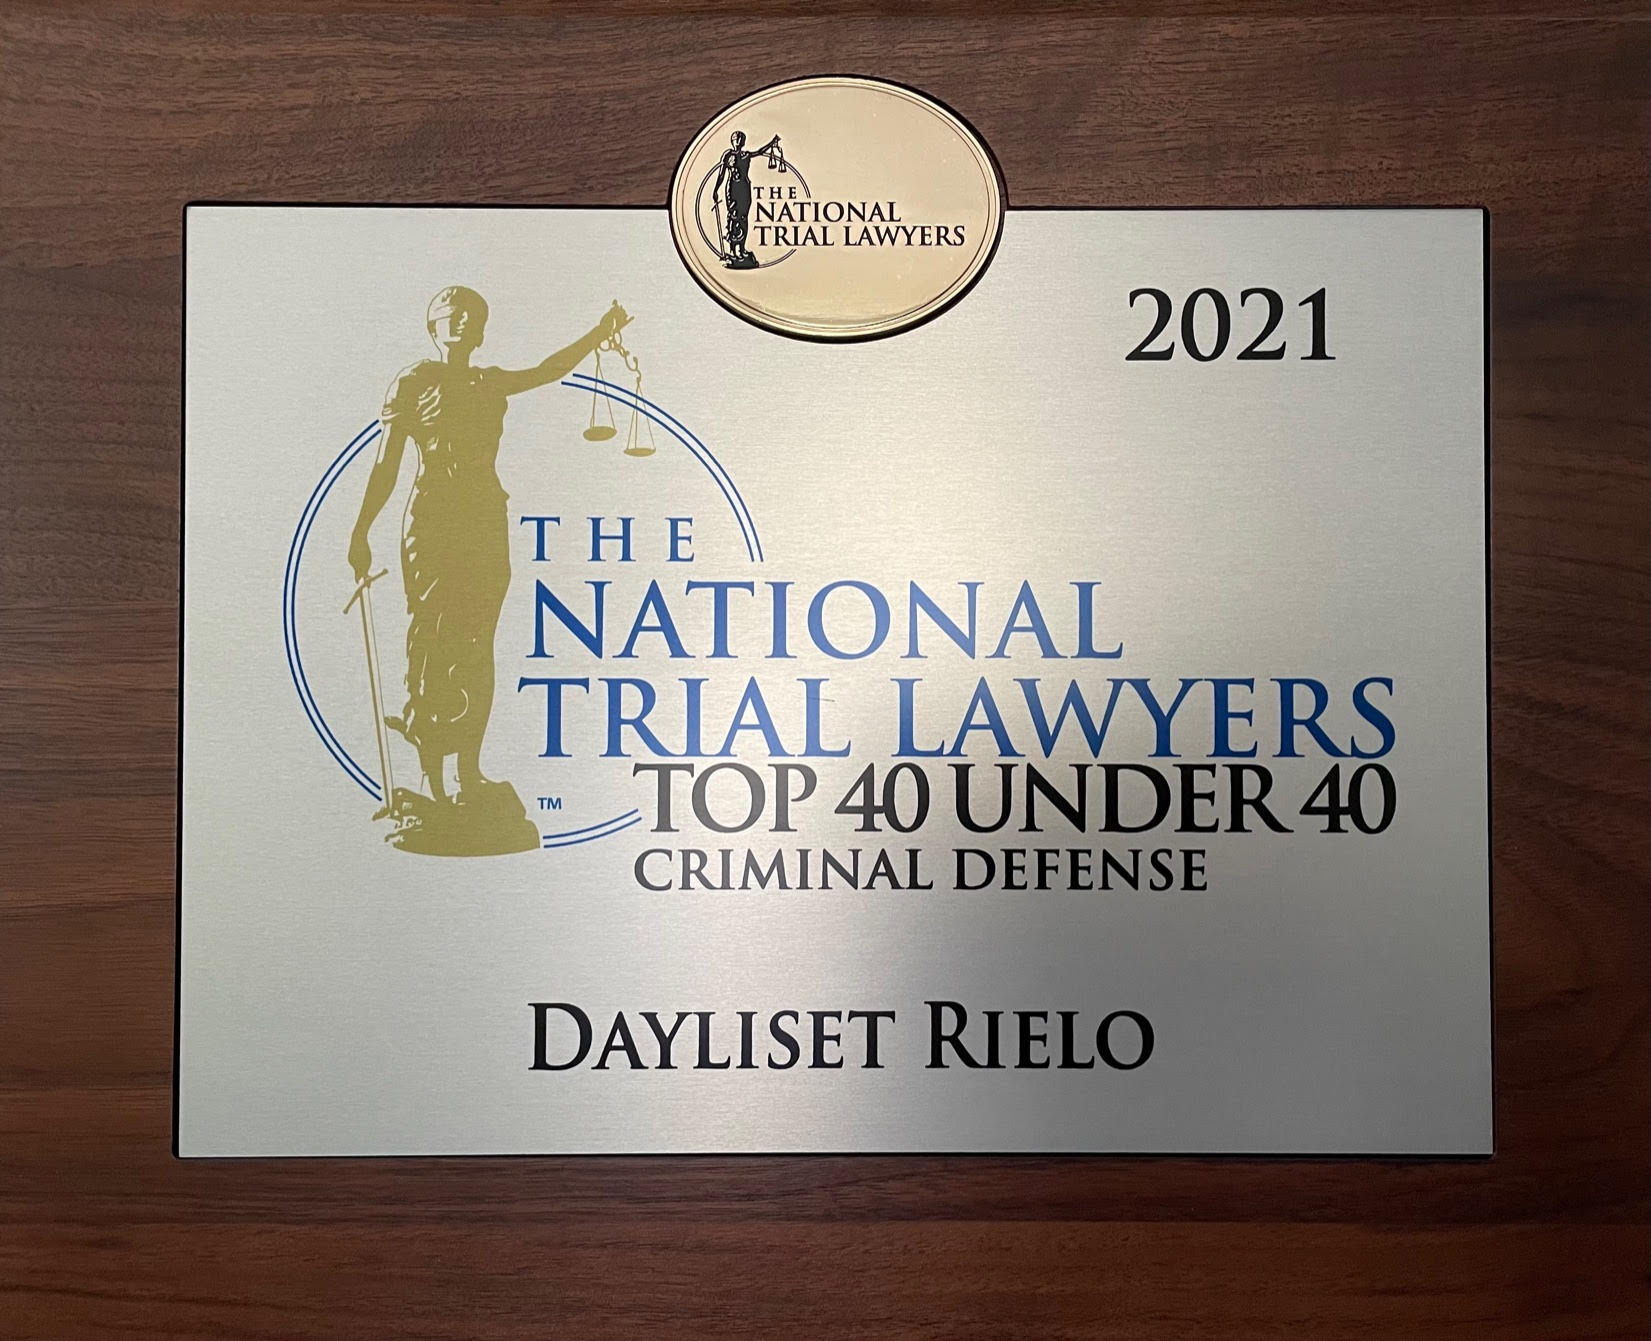 THE
NATIONAL
TRIAL LAWYERS
2021
THE
NATIONAL
TRIAL LAWYERS
TOP 40 UNDER 40
™
CRIMINAL DEFENSE
DAYLISET RIELO